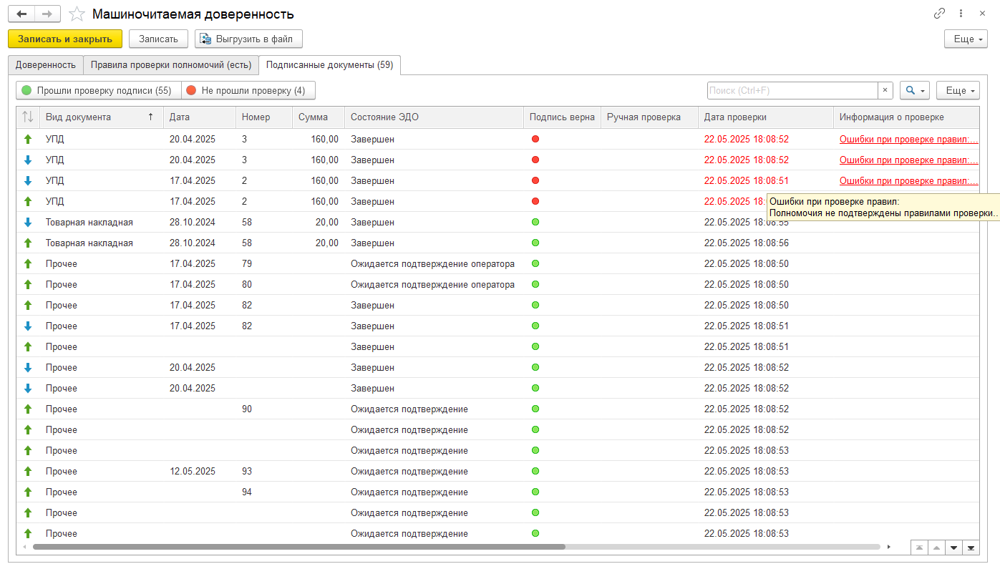 Машиночитаемая доверенность
Записать и закрыть Записать Выгрузить в файл Еще
Доверенность Правила проверки полномочий (есть) Подписанные документы (59)
Прошли проверку подписи (55) Не прошли проверку (4) Поиск (Ctrl+F) Еще
Вид документа Дата Номер Сумма Состояние ЭДО Подпись верна Ручная проверка Дата проверки Информация о проверке
УПД 20.04.2025 3 160,00 Завершен 22.05.2025 18:08:52 Ошибки при проверке правил:...
УПД 20.04.2025 3 160,00 Завершен 22.05.2025 18:08:52 Ошибки при проверке правил:...
УПД 17.04.2025 2 160,00 Завершен 22.05.2025 18:08:51 Ошибки при проверке правил:...
УПД 17.04.2025 2 160,00 Завершен 22.05.2025 18:
Ошибки при проверке правил:
Полномочия не подтверждены правилами проверки..
Товарная накладная 28.10.2024 58 20,00 Завершен 22.05.2025 18:08:55
Товарная накладная 28.10.2024 58 20,00 Завершен 22.05.2025 18:08:56
Прочее 17.04.2025 79 Ожидается подтверждение оператора 22.05.2025 18:08:50
Прочее 17.04.2025 80 Ожидается подтверждение оператора 22.05.2025 18:08:50
Прочее 17.04.2025 82 Завершен 22.05.2025 18:08:50
Прочее 17.04.2025 82 Завершен 22.05.2025 18:08:51
Прочее Завершен 22.05.2025 18:08:51
Прочее 20.04.2025 Завершен 22.05.2025 18:08:52
Прочее 20.04.2025 Завершен 22.05.2025 18:08:52
Прочее 90 Ожидается подтверждение 22.05.2025 18:08:52
Прочее Ожидается подтверждение 22.05.2025 18:08:52
Прочее Ожидается подтверждение 22.05.2025 18:08:53
Прочее 12.05.2025 93 Ожидается подтверждение 22.05.2025 18:08:53
Прочее 94 Ожидается подтверждение 22.05.2025 18:08:53
Прочее Ожидается подтверждение 22.05.2025 18:08:53
Прочее Ожидается подтверждение 22.05.2025 18:08:53